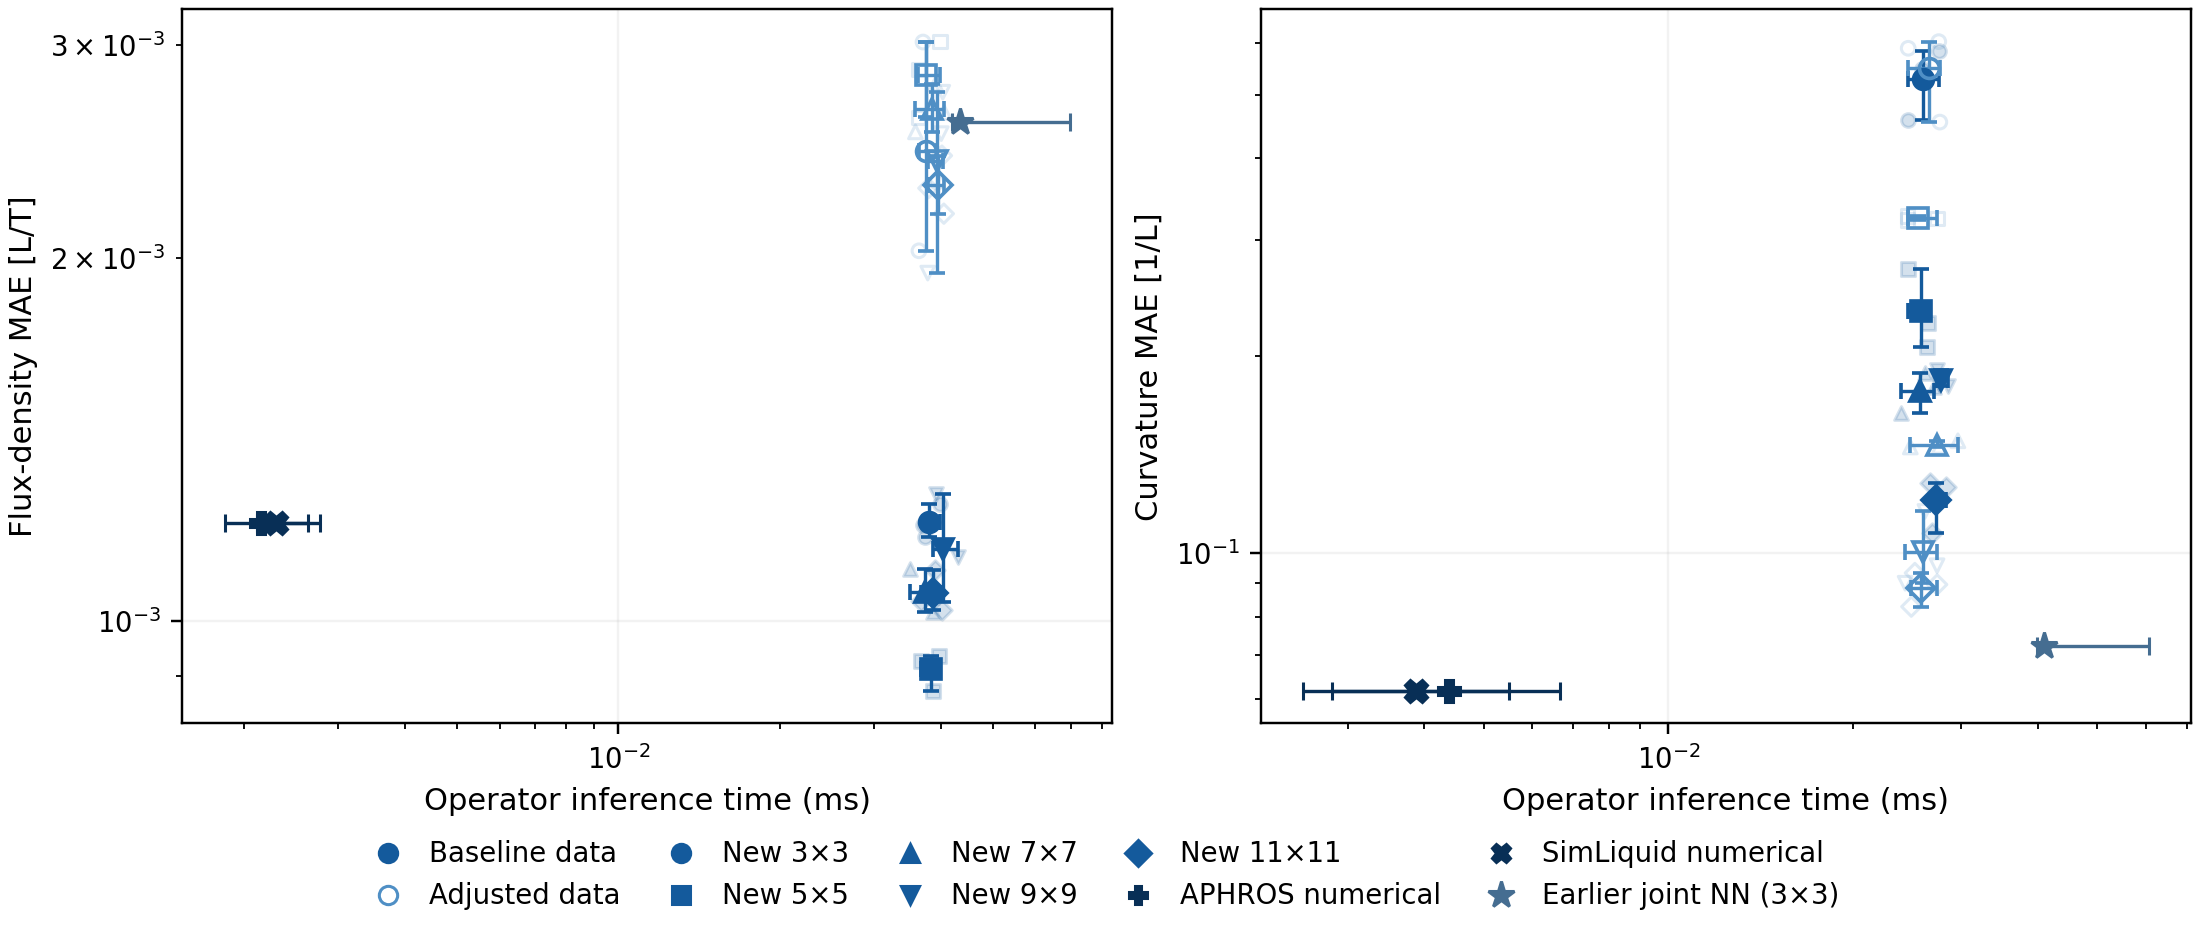 Flux-density MAE [L/T]
3 × 10⁻³
2 × 10⁻³
10⁻³
10⁻²
Operator inference time (ms)
Curvature MAE [1/L]
10⁻¹
10⁻²
Operator inference time (ms)
Baseline data
Adjusted data
New 3×3
New 5×5
New 7×7
New 9×9
New 11×11
APHROS numerical
SimLiquid numerical
Earlier joint NN (3×3)